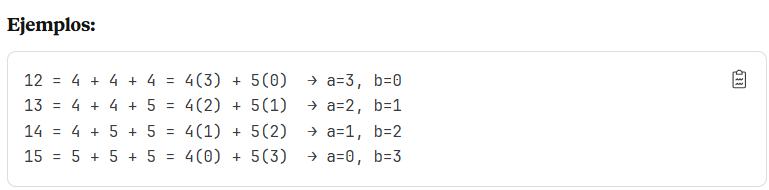 Ejemplos:
12 = 4 + 4 + 4 = 4(3) + 5(0)  → a=3, b=0
13 = 4 + 4 + 5 = 4(2) + 5(1)  → a=2, b=1
14 = 4 + 5 + 5 = 4(1) + 5(2)  → a=1, b=2
15 = 5 + 5 + 5 = 4(0) + 5(3)  → a=0, b=3